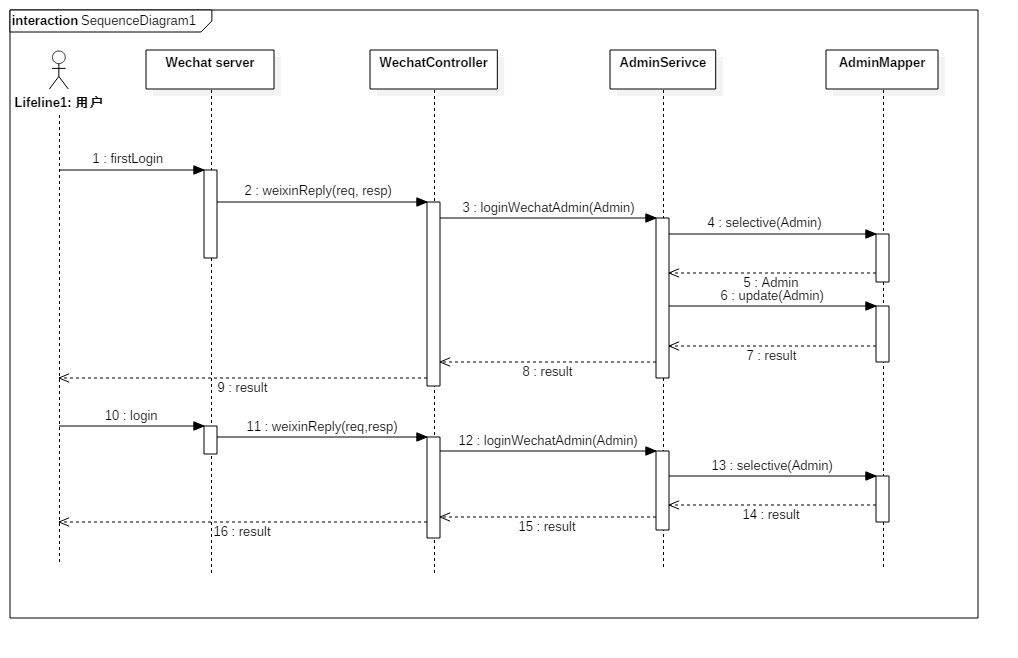 interaction SequenceDiagram1
Wechat server
WechatController
AdminSerivce
AdminMapper
Lifeline1: 用户
1 : firstLogin
2 : weixinReply(req, resp)
3 : loginWechatAdmin(Admin)
4 : selective(Admin)
5 : Admin
6 : update(Admin)
7 : result
8 : result
9 : result
10 : login
11 : weixinReply(req,resp)
12 : loginWechatAdmin(Admin)
13 : selective(Admin)
14 : result
15 : result
16 : result